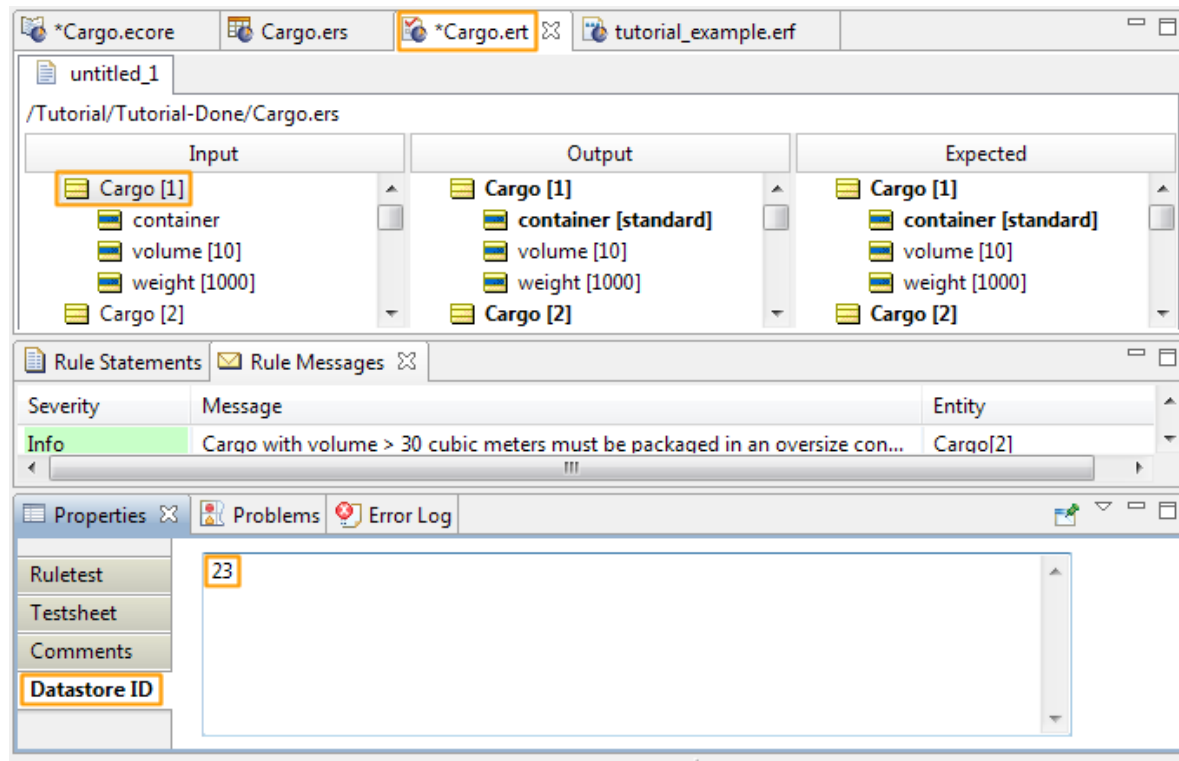 *Cargo.ecore Cargo.ers *Cargo.ert tutorial_example.erf
untitled_1
/Tutorial/Tutorial-Done/Cargo.ers
Input Output Expected
Cargo [1] Cargo [1] Cargo [1]
container container [standard] container [standard]
volume [10] volume [10] volume [10]
weight [1000] weight [1000] weight [1000]
Cargo [2] Cargo [2] Cargo [2]
Rule Statements Rule Messages
Severity Message Entity
Info Cargo with volume > 30 cubic meters must be packaged in an oversize con... Cargo[2]
Properties Problems Error Log
Ruletest 23
Testsheet
Comments
Datastore ID